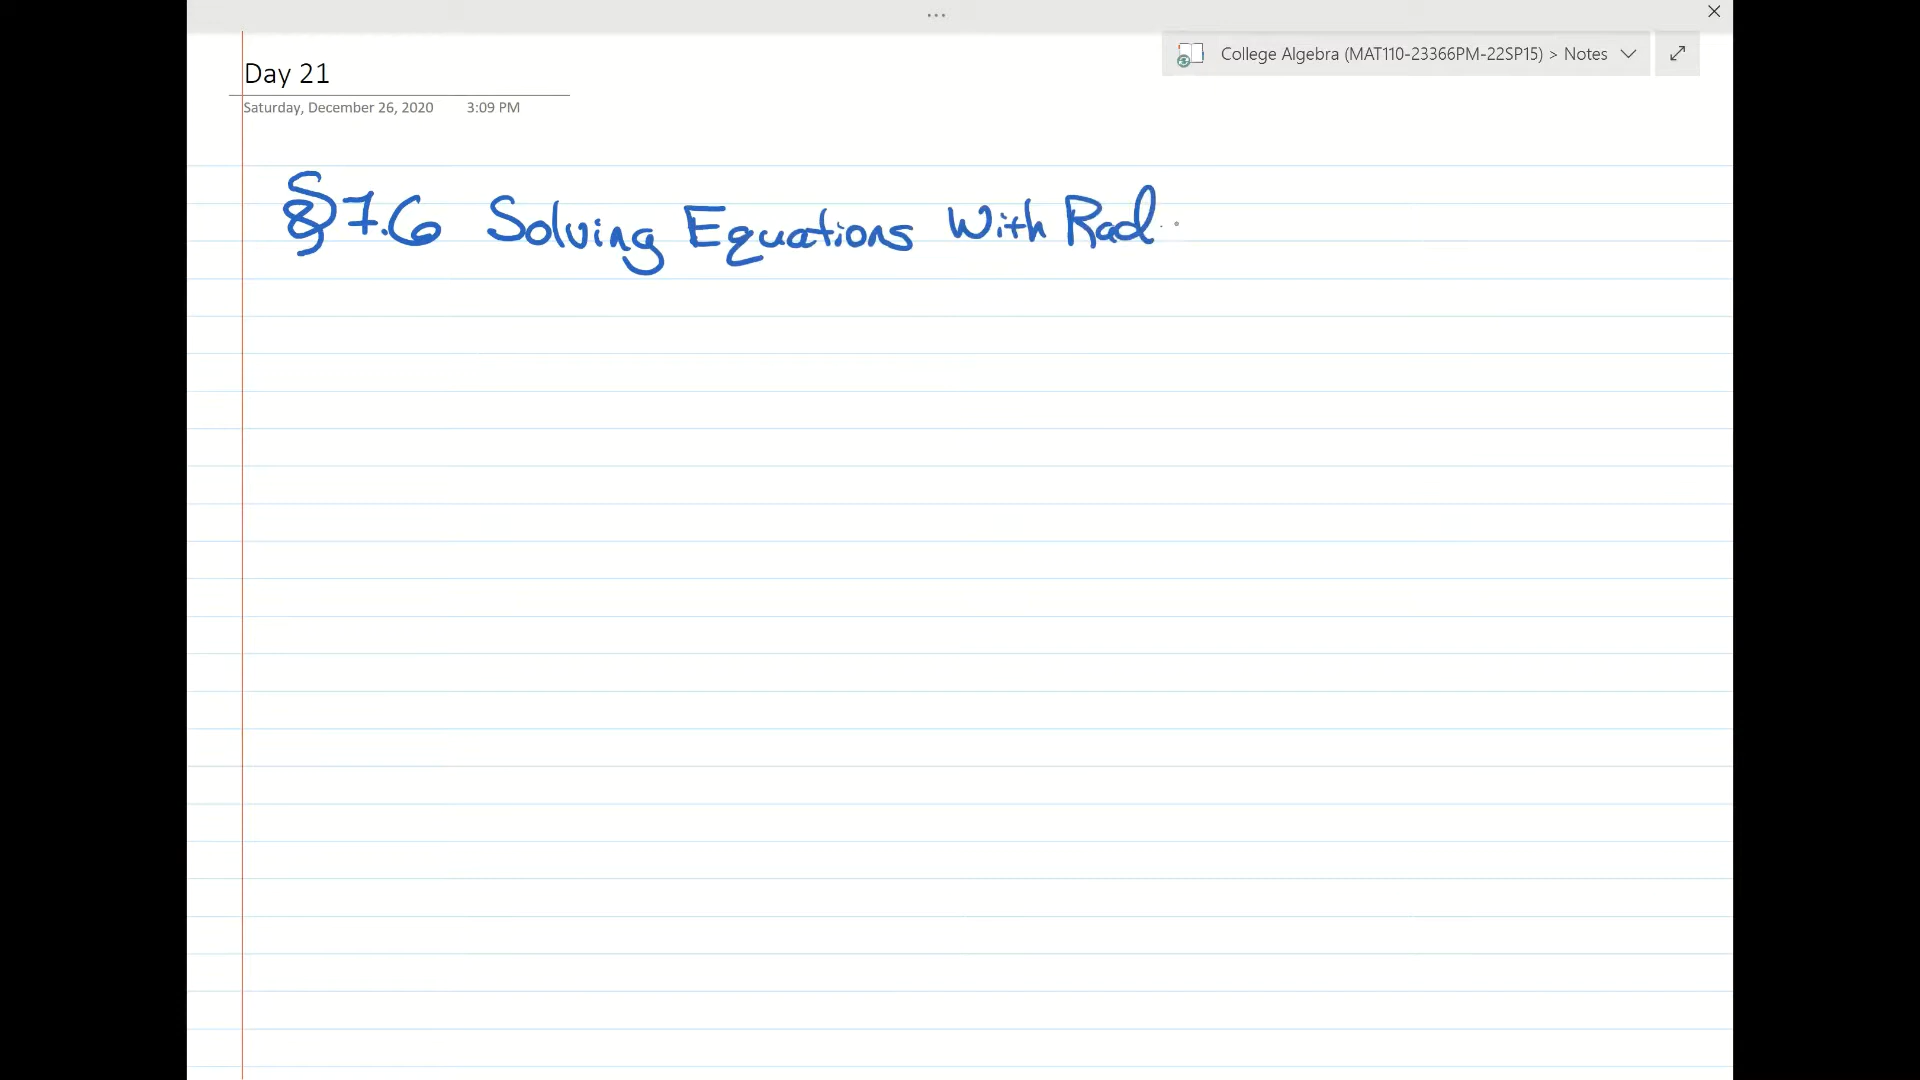 ...
College Algebra (MAT110-23366PM-22SP15) > Notes
Day 21
Saturday, December 26, 2020 3:09 PM
§7.6 Solving Equations With Rad